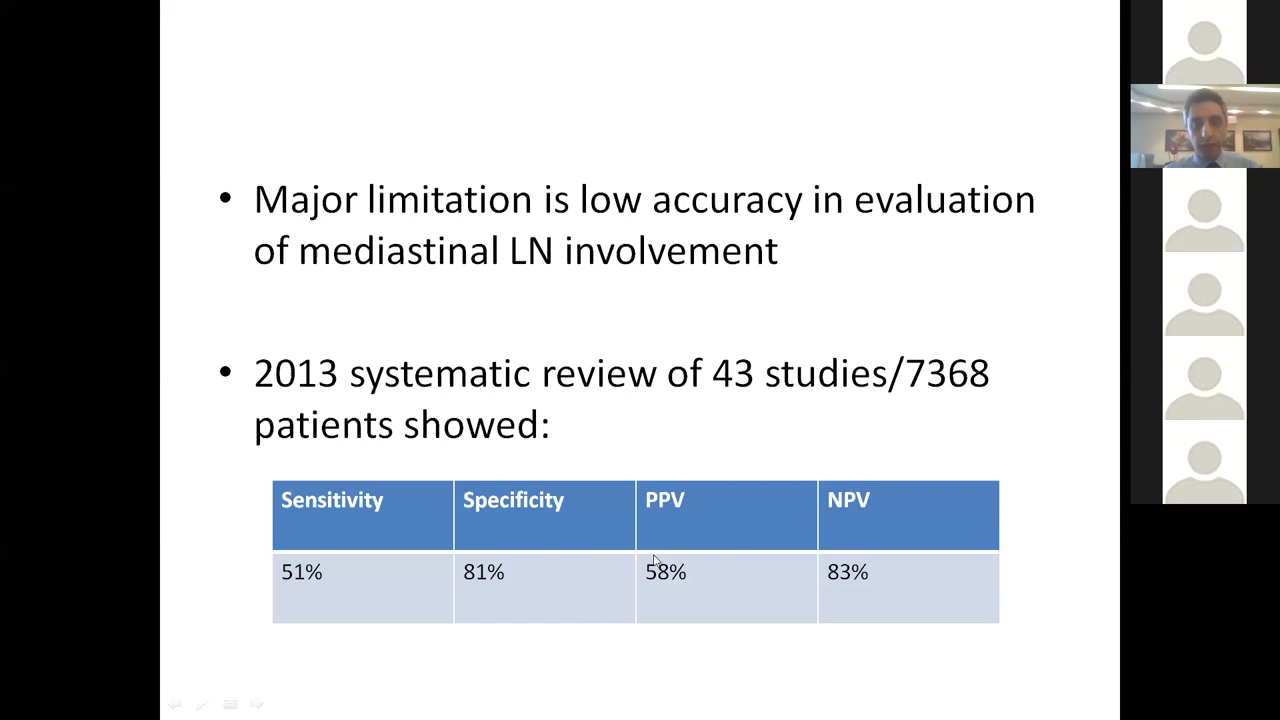 • Major limitation is low accuracy in evaluation
of mediastinal LN involvement
• 2013 systematic review of 43 studies/7368
patients showed:
Sensitivity Specificity PPV NPV
51% 81% 58% 83%